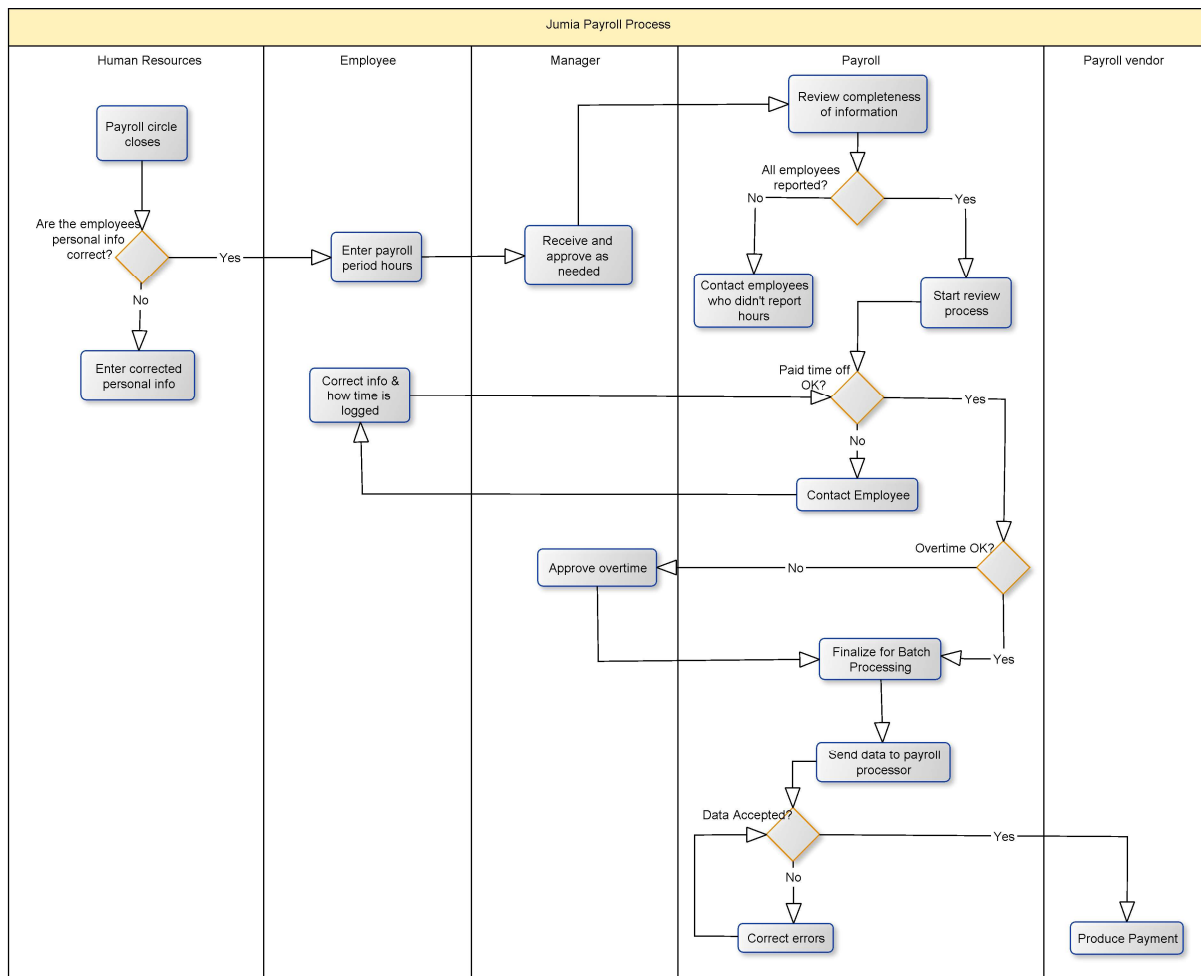 Jumia Payroll Process
Human Resources
Employee
Manager
Payroll
Payroll vendor
Payroll circle
closes
Are the employees
personal info
correct?
Yes
No
Enter corrected
personal info
Enter payroll
period hours
Receive and
approve as
needed
Review completeness
of information
All employees
reported?
No
Yes
Contact employees
who didn't report
hours
Start review
process
Paid time off
OK?
Yes
No
Correct info &
how time is
logged
Contact Employee
Overtime OK?
No
Yes
Approve overtime
Finalize for Batch
Processing
Send data to payroll
processor
Data Accepted?
Yes
No
Correct errors
Produce Payment